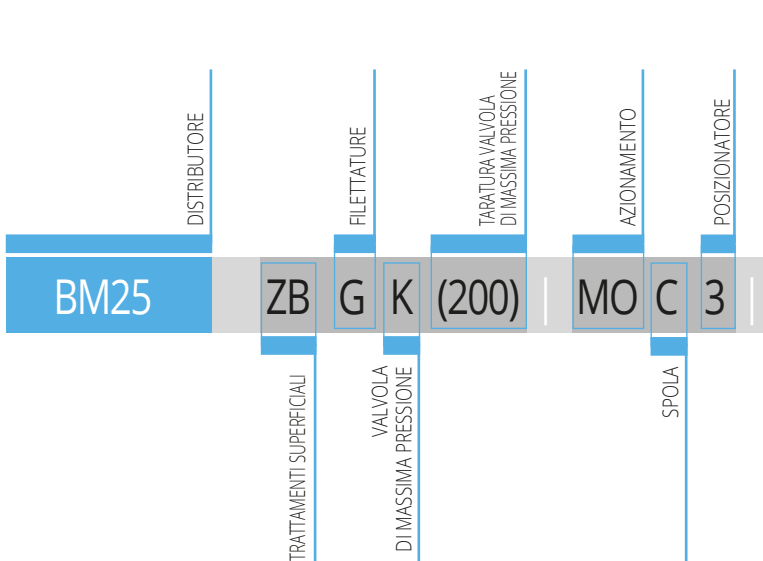 DISTRIBUTORE
FILETTATURE
TARATURA VALVOLA
DI MASSIMA PRESSIONE
AZIONAMENTO
POSIZIONATORE
BM25 ZB G K (200) MO C 3
TRATTAMENTI SUPERFICIALI
VALVOLA
DI MASSIMA PRESSIONE
SPOLA